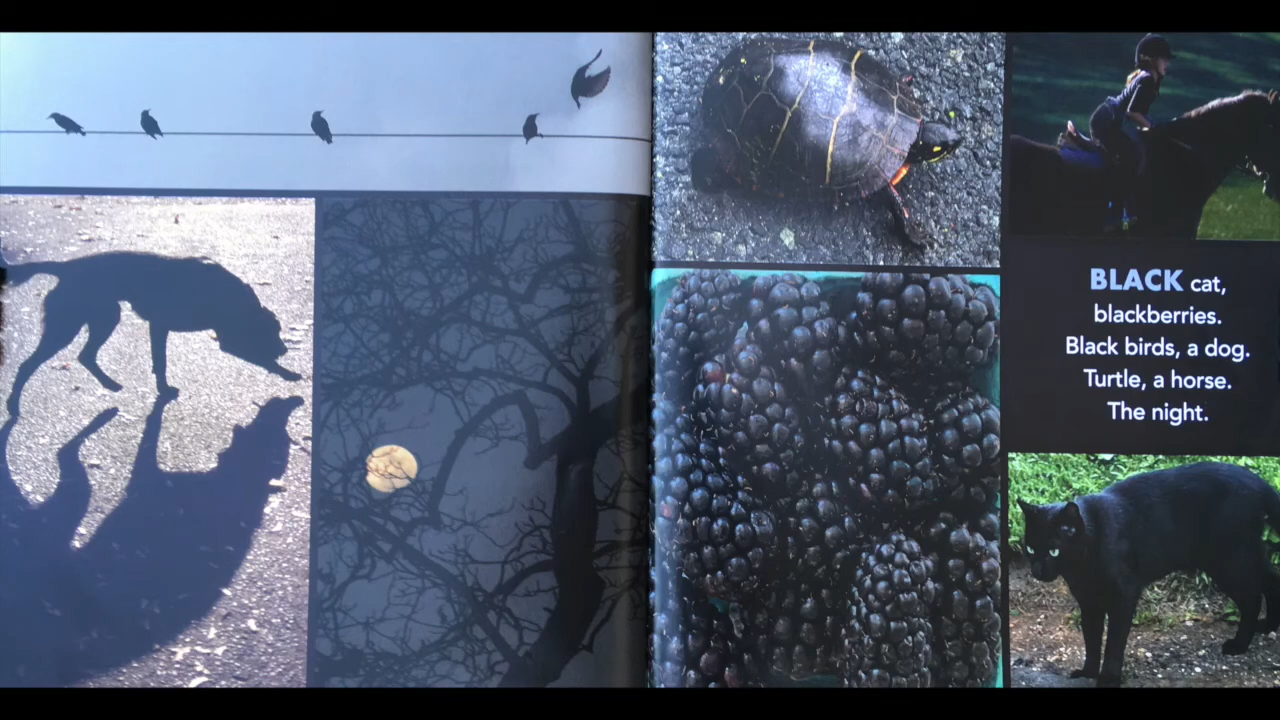 BLACK cat,
blackberries.
Black birds, a dog.
Turtle, a horse.
The night.